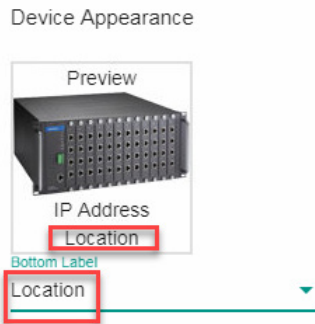 Device Appearance
Preview
IP Address
Location
Bottom Label
Location